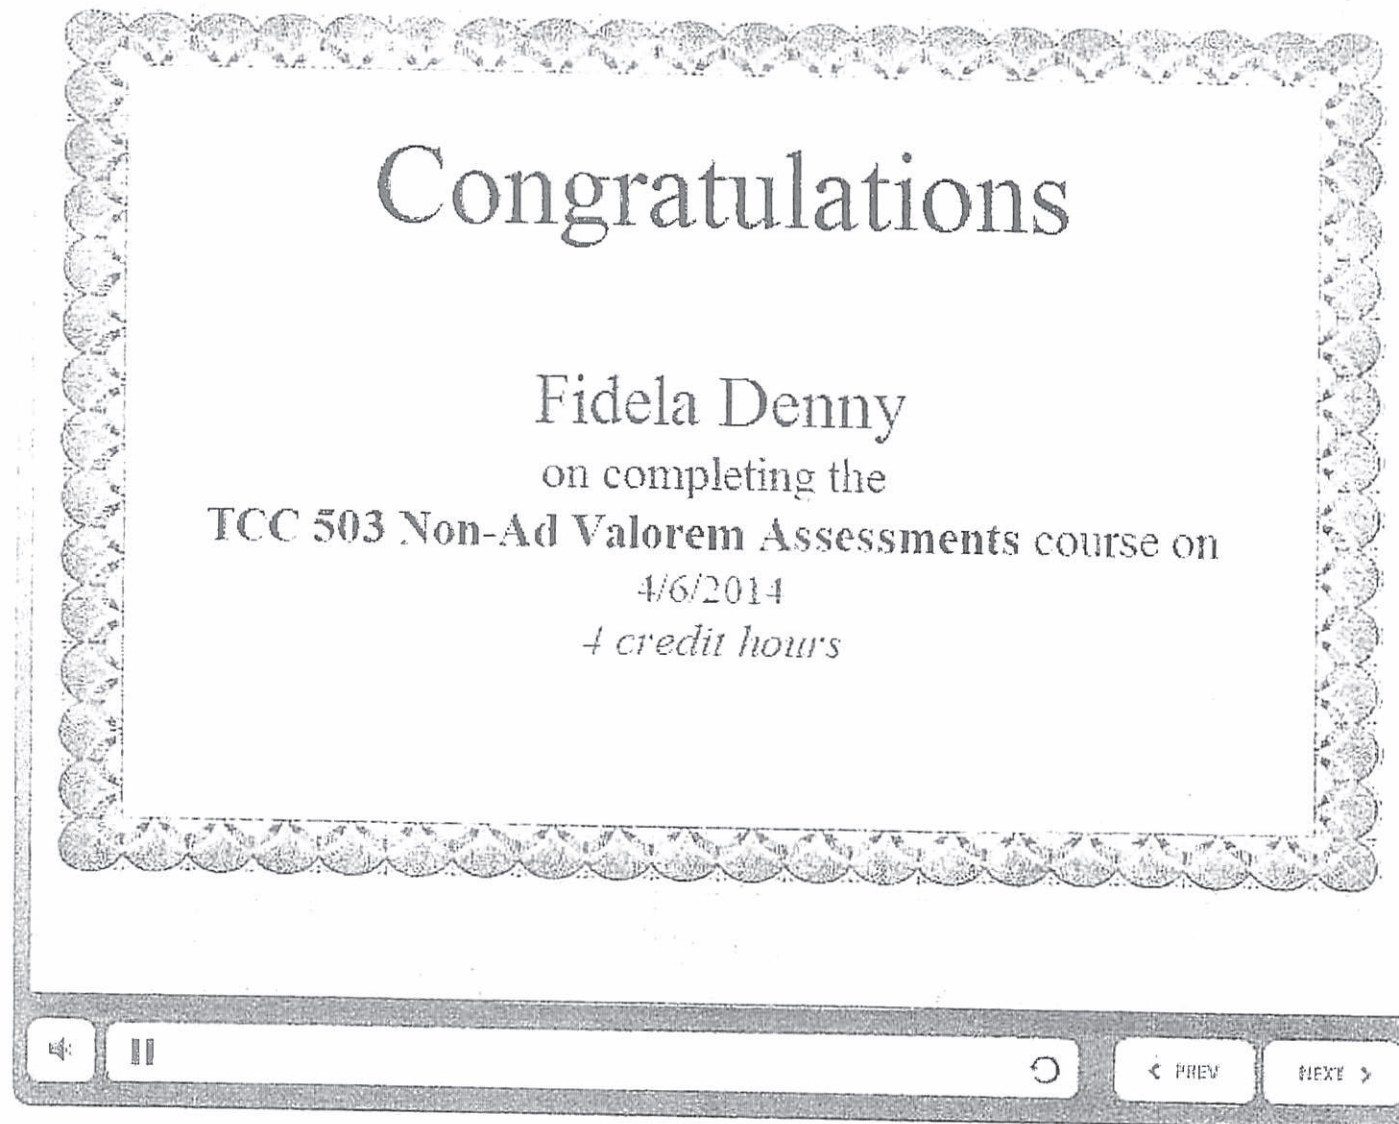 Congratulations
Fidela Denny
on completing the
TCC 503 Non-Ad Valorem Assessments course on
4/6/2014
4 credit hours
PREV
NEXT